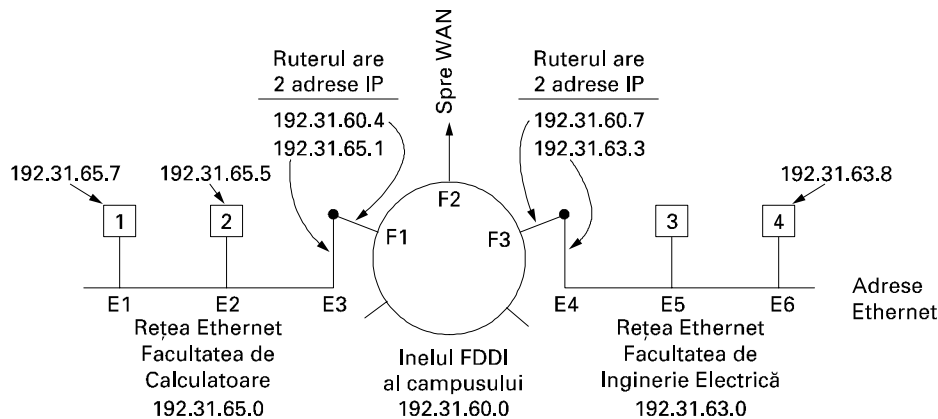 Spre WAN
Ruterul are
2 adrese IP
192.31.60.4
192.31.65.1
Ruterul are
2 adrese IP
192.31.60.7
192.31.63.3
192.31.65.7
192.31.65.5
192.31.63.8
1
2
3
4
F1
F2
F3
E1
E2
E3
E4
E5
E6
Adrese
Ethernet
Rețea Ethernet
Facultatea de
Calculatoare
192.31.65.0
Inelul FDDI
al campusului
192.31.60.0
Rețea Ethernet
Facultatea de
Inginerie Electrică
192.31.63.0